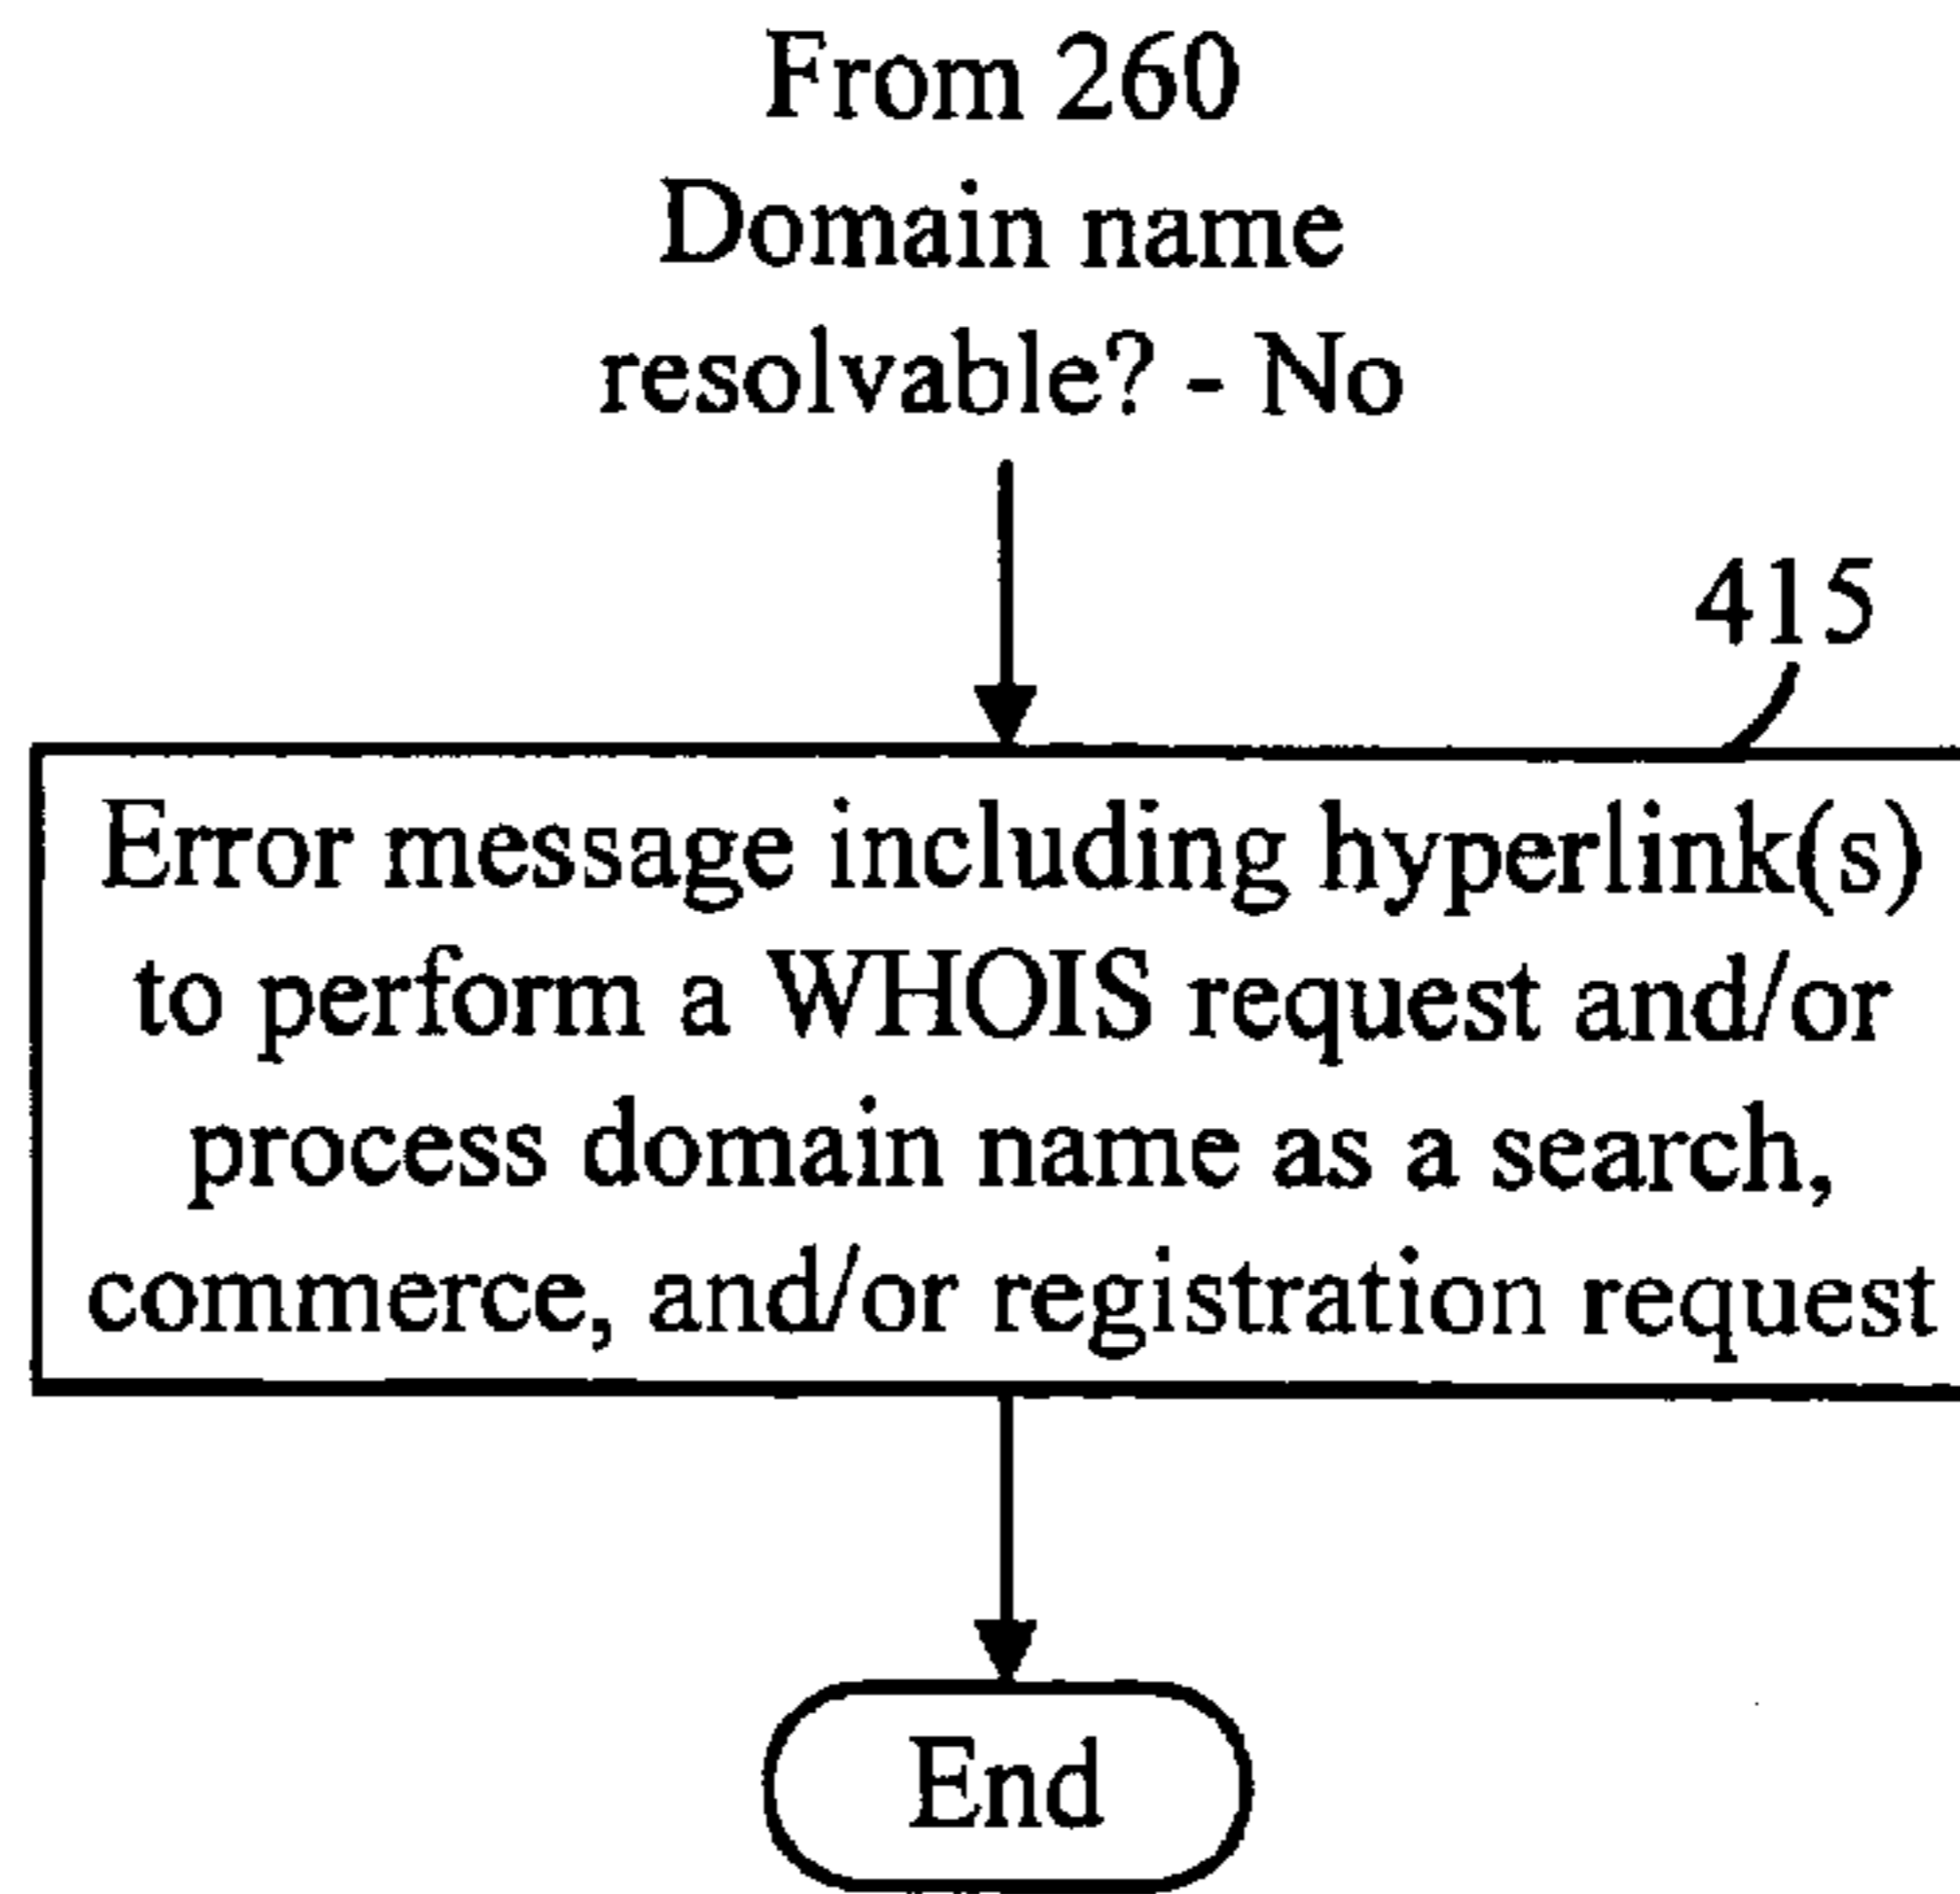 From 260
Domain name
resolvable? - No
415
Error message including hyperlink(s)
to perform a WHOIS request and/or
process domain name as a search,
commerce, and/or registration request
End